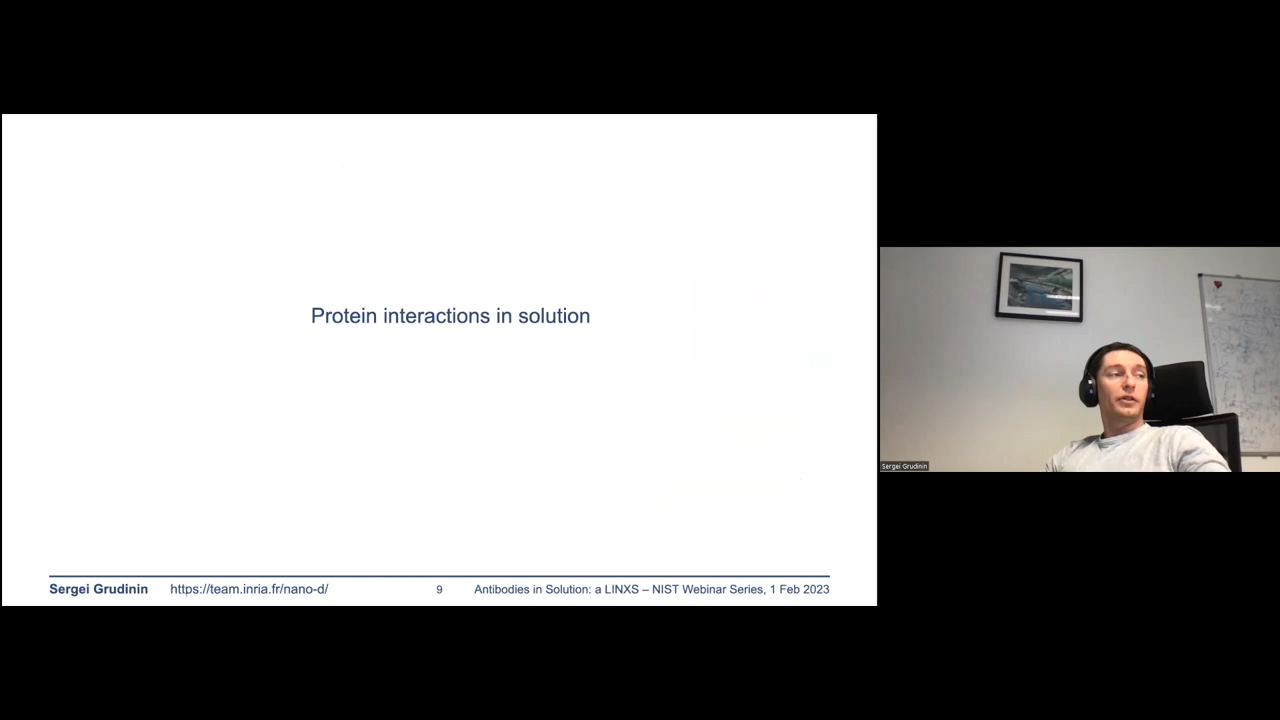 Protein interactions in solution
Sergei Grudinin https://team.inria.fr/nano-d/ 9 Antibodies in Solution: a LINXS – NIST Webinar Series, 1 Feb 2023
Sergei Grudinin